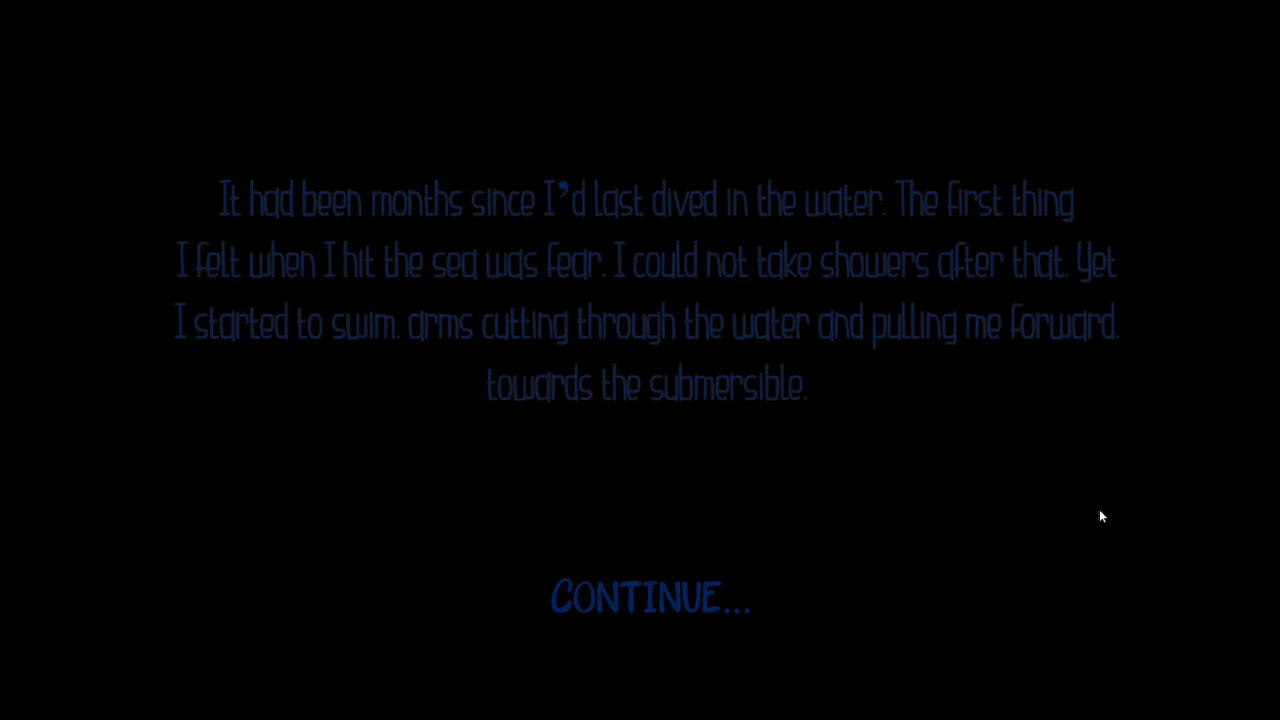 It had been months since I'd last dived in the water. The first thing
I felt when I hit the sea was fear. I could not take showers after that. Yet
I started to swim, arms cutting through the water and pulling me forward,
towards the submersible.
CONTINUE...